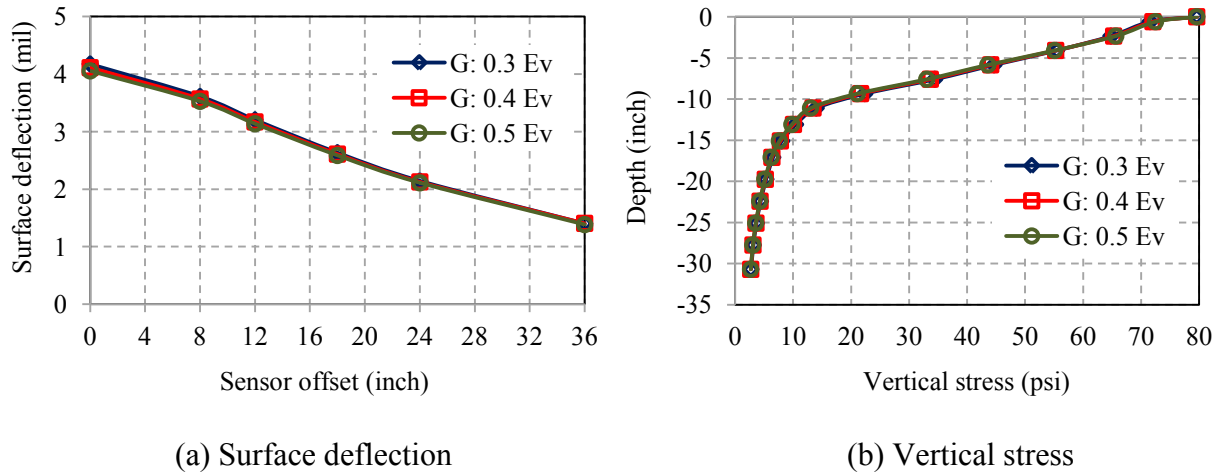 5
4
3
2
1
0
Surface deflection (mil)
G: 0.3 Ev
G: 0.4 Ev
G: 0.5 Ev
0 4 8 12 16 20 24 28 32 36
Sensor offset (inch)
(a) Surface deflection
0
-5
-10
-15
-20
-25
-30
-35
Depth (inch)
G: 0.3 Ev
G: 0.4 Ev
G: 0.5 Ev
0 10 20 30 40 50 60 70 80
Vertical stress (psi)
(b) Vertical stress